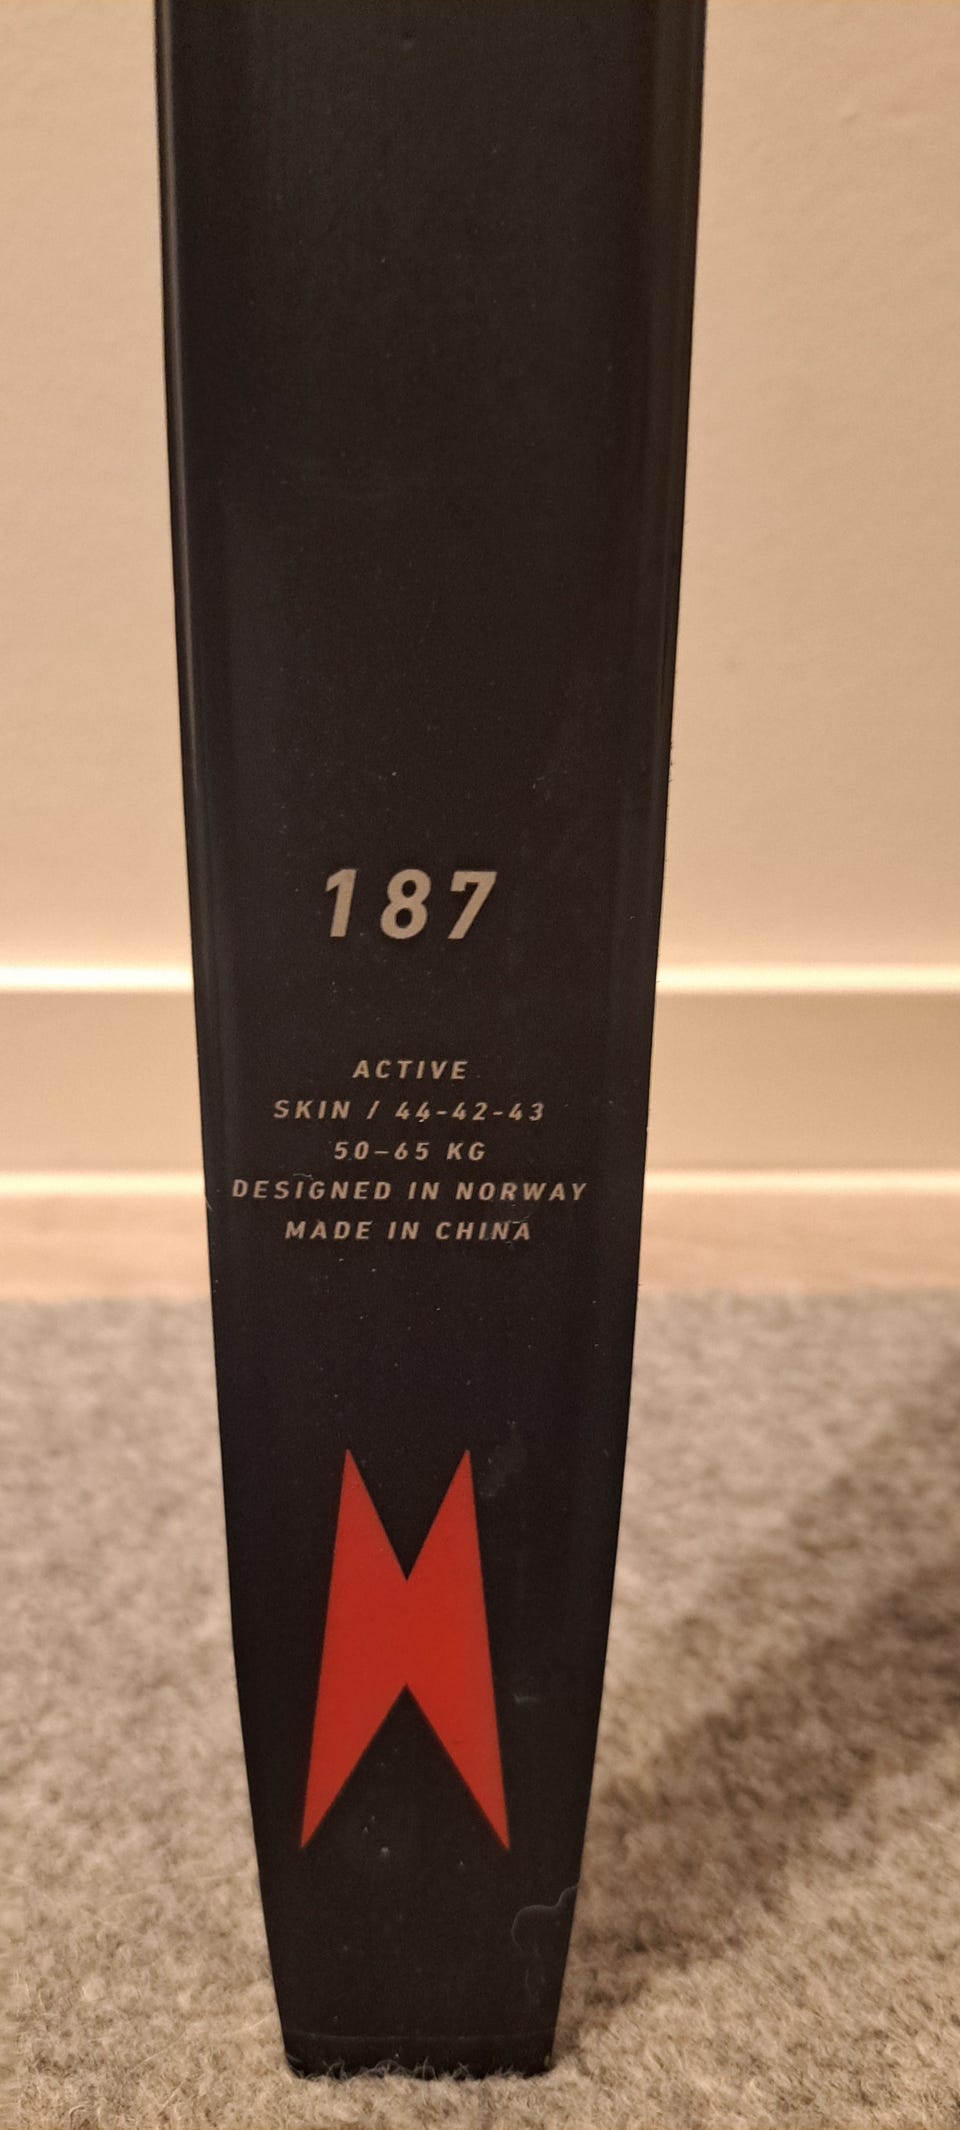 187
ACTIVE
SKIN / 44-42-43
50-65 KG
DESIGNED IN NORWAY
MADE IN CHINA